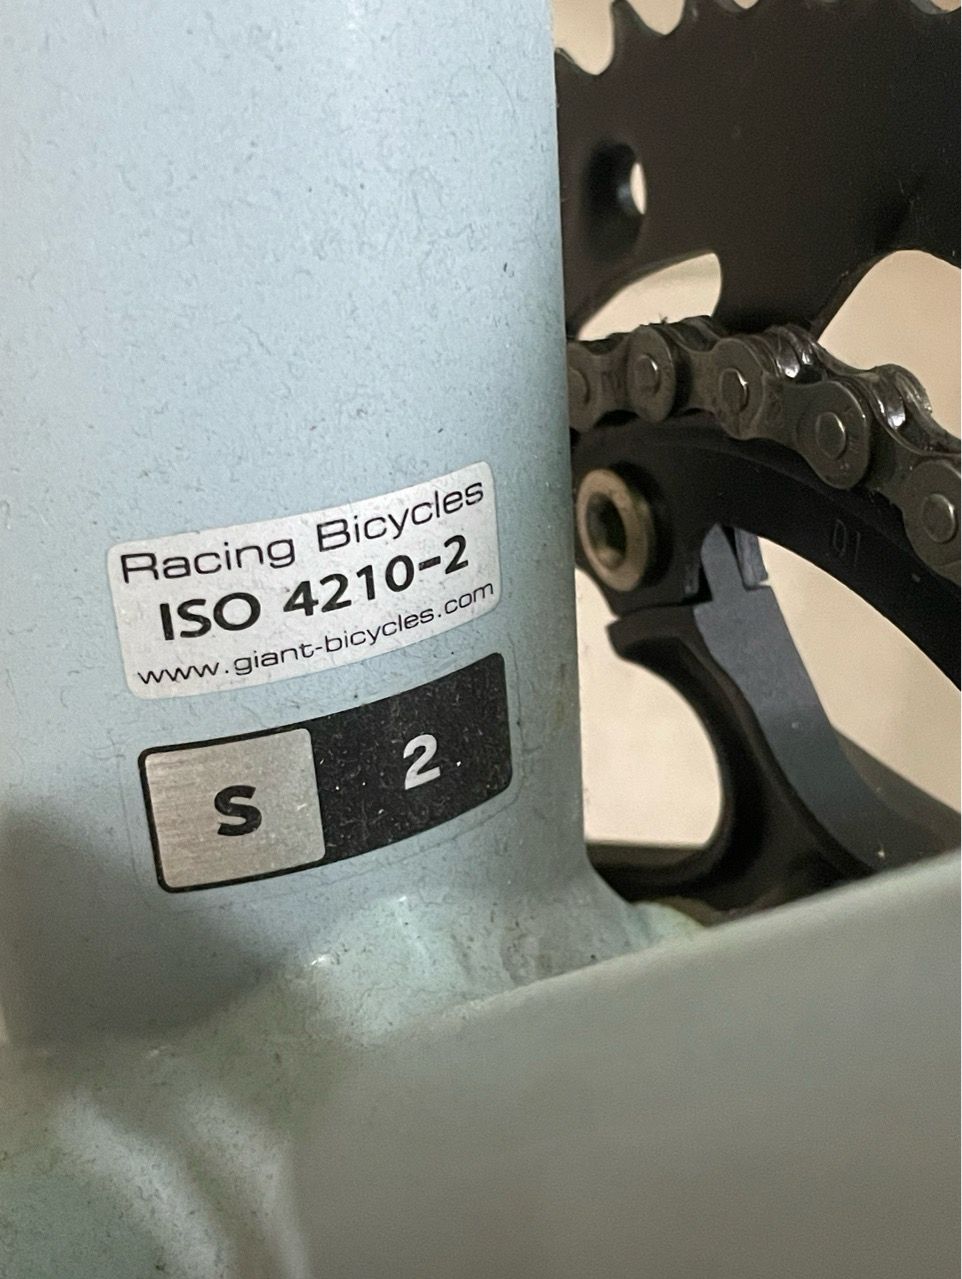 Racing Bicycles
ISO 4210-2
www.giant-bicycles.com
S 2